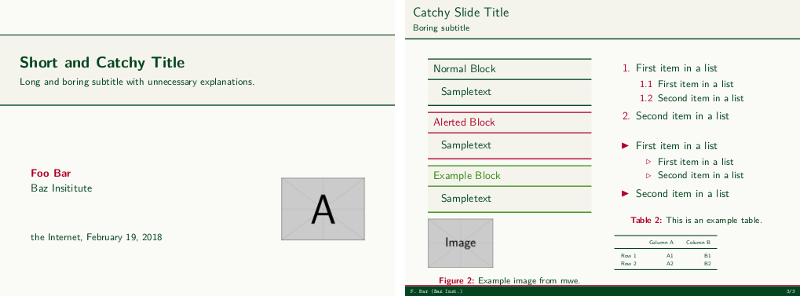 Short and Catchy Title
Long and boring subtitle with unnecessary explanations.
Foo Bar
Baz Insititute
A
the Internet, February 19, 2018
Catchy Slide Title
Boring subtitle
Normal Block
Sampletext
Alerted Block
Sampletext
Example Block
Sampletext
Image
Figure 2: Example image from mwe.
1. First item in a list
1.1 First item in a list
1.2 Second item in a list
2. Second item in a list
First item in a list
First item in a list
Second item in a list
Second item in a list
Table 2: This is an example table.
Column A Column B
Row 1 A1 B1
Row 2 A2 B2
F. Bar (Baz Inst.) 3/3